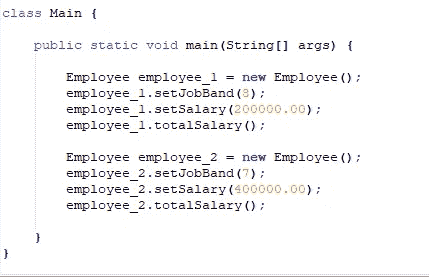 class Main {
public static void main(String[] args) {
Employee employee_1 = new Employee();
employee_1.setJobBand(8);
employee_1.setSalary(200000.00);
employee_1.totalSalary();
Employee employee_2 = new Employee();
employee_2.setJobBand(7);
employee_2.setSalary(400000.00);
employee_2.totalSalary();
}
}